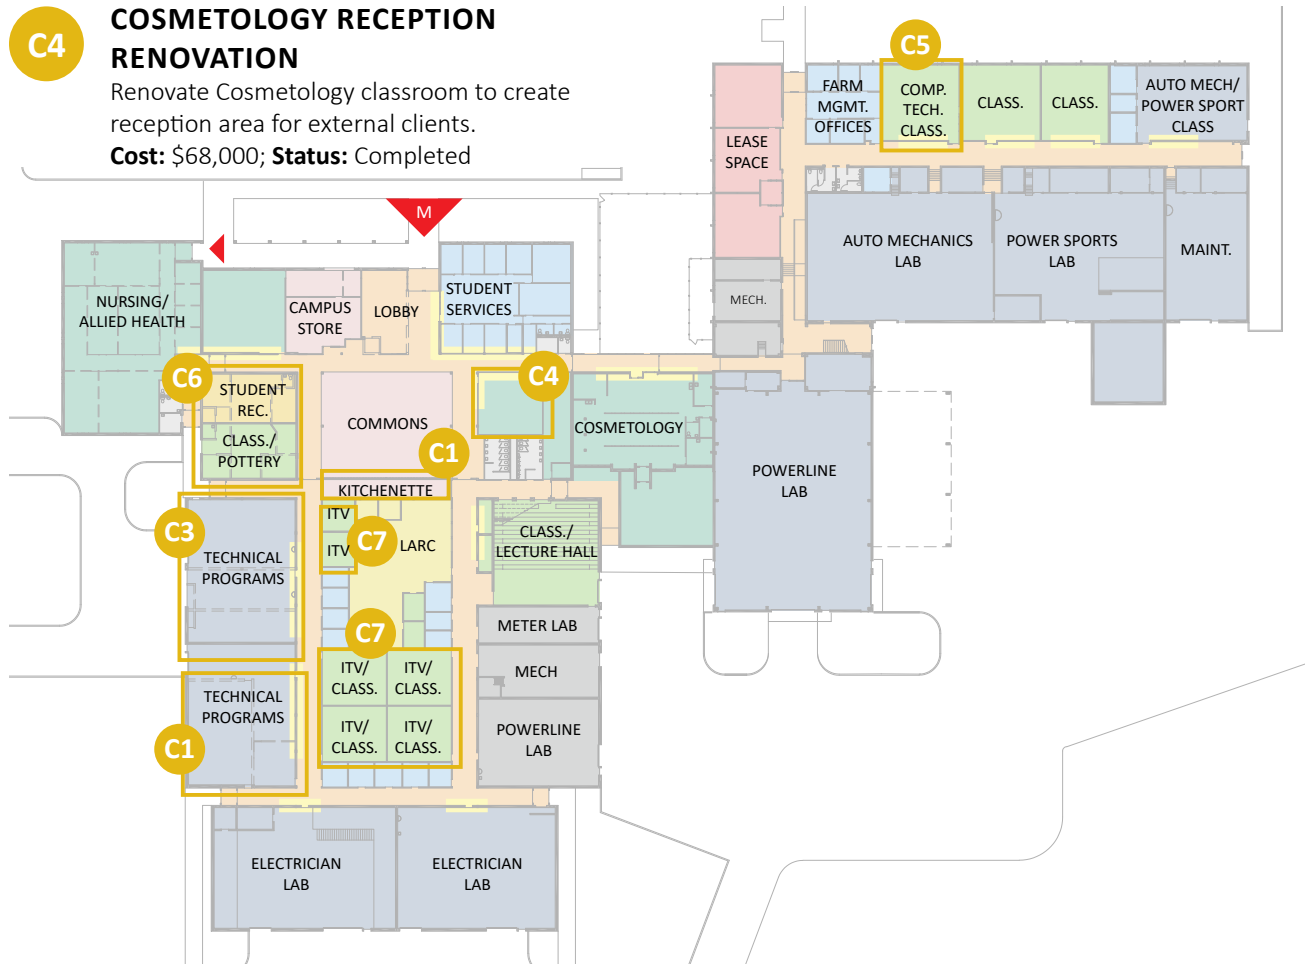 C4
COSMETOLOGY RECEPTION
RENOVATION
Renovate Cosmetology classroom to create
reception area for external clients.
Cost: $68,000; Status: Completed
C5
FARM
MGMT.
OFFICES
COMP.
TECH.
CLASS.
CLASS.
CLASS.
AUTO MECH/
POWER SPORT
CLASS
LEASE
SPACE
M
AUTO MECHANICS
LAB
POWER SPORTS
LAB
MAINT.
NURSING/
ALLIED HEALTH
CAMPUS
STORE
LOBBY
STUDENT
SERVICES
MECH.
C6
STUDENT
REC.
CLASS./
POTTERY
COMMONS
C4
COSMETOLOGY
C1
KITCHENETTE
POWERLINE
LAB
C3
TECHNICAL
PROGRAMS
ITV
ITV
C7
LARC
CLASS./
LECTURE HALL
C7
METER LAB
ITV/
CLASS.
ITV/
CLASS.
MECH
TECHNICAL
PROGRAMS
C1
ITV/
CLASS.
ITV/
CLASS.
POWERLINE
LAB
ELECTRICIAN
LAB
ELECTRICIAN
LAB